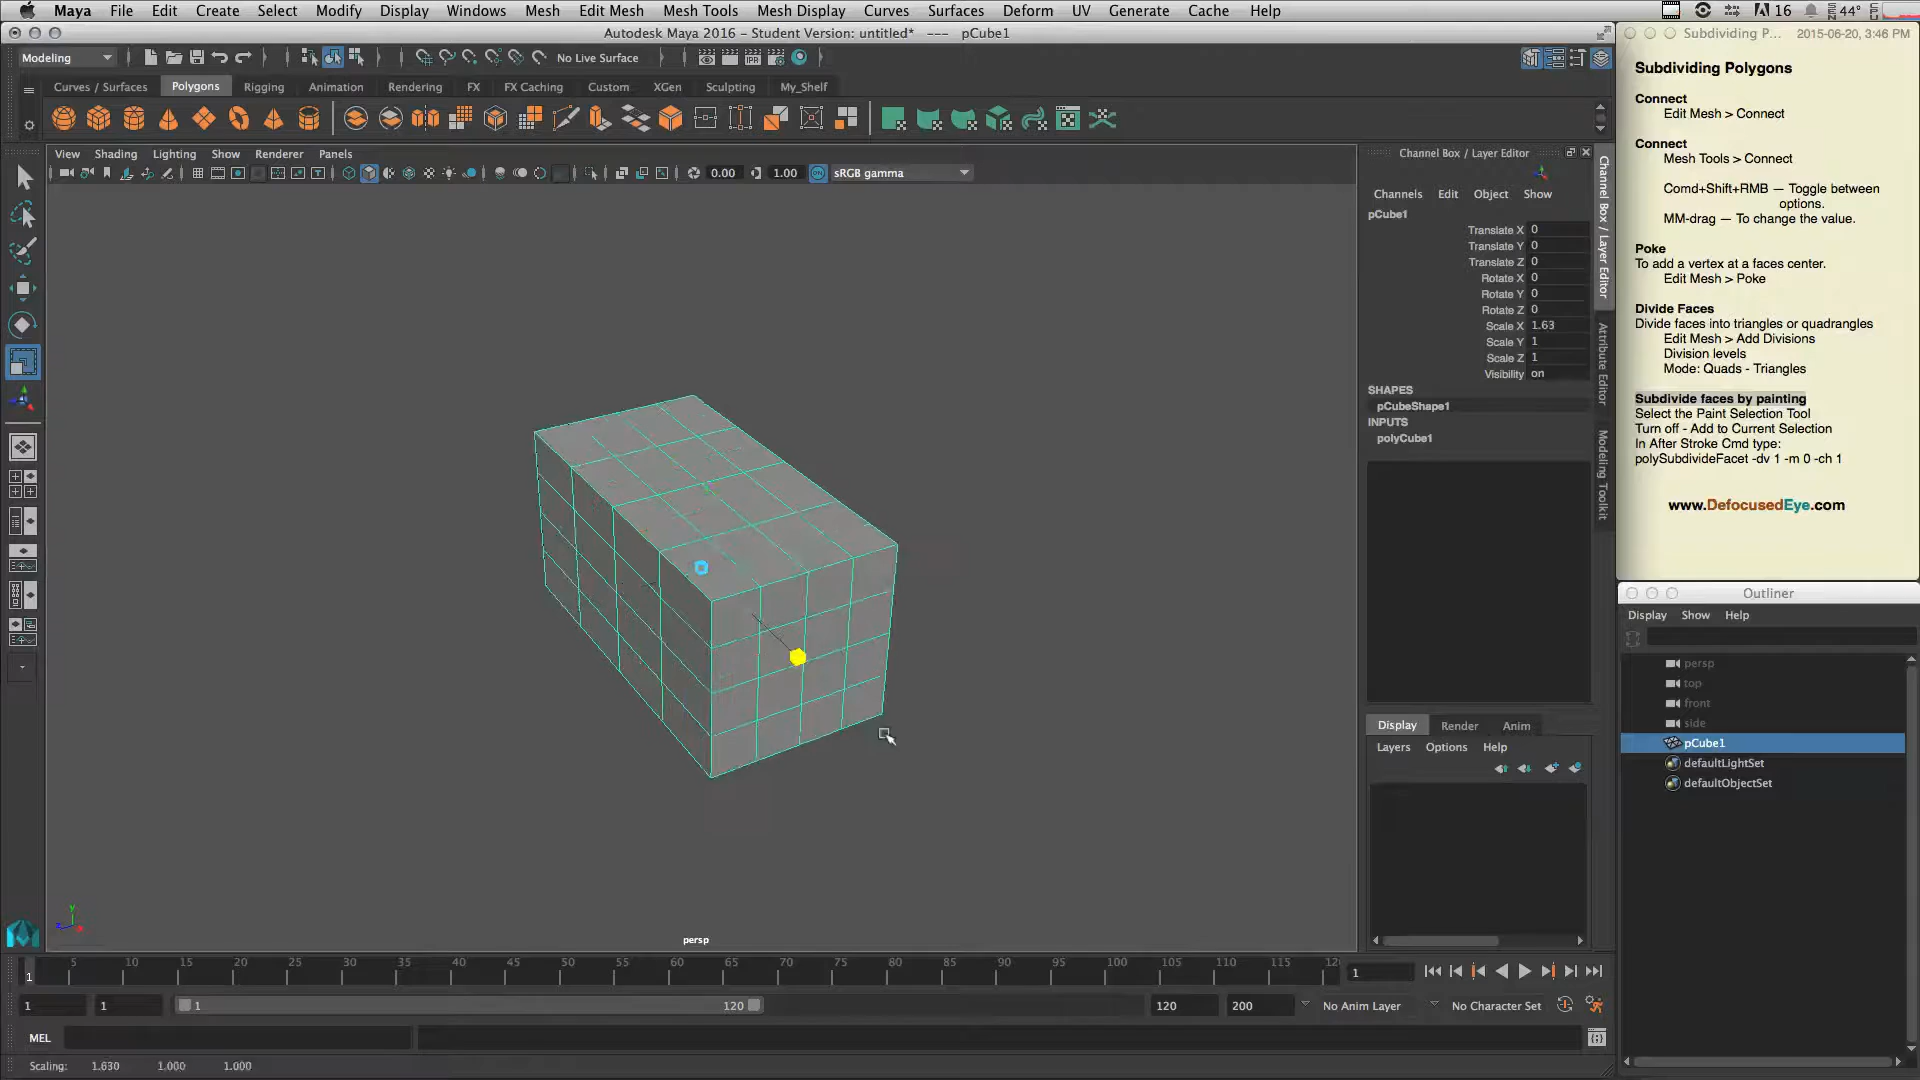 Maya File Edit Create Select Modify Display Windows Mesh Edit Mesh Mesh Tools Mesh Display Curves Surfaces Deform UV Generate Cache Help
16 44°
Autodesk Maya 2016 - Student Version: untitled* --- pCube1
Modeling
No Live Surface
Curves / Surfaces Polygons Rigging Animation Rendering FX FX Caching Custom XGen Sculpting My_Shelf
View Shading Lighting Show Renderer Panels
0.00 1.00 sRGB gamma
persp
Channel Box / Layer Editor
Channels Edit Object Show
pCube1
Translate X 0
Translate Y 0
Translate Z 0
Rotate X 0
Rotate Y 0
Rotate Z 0
Scale X 1.63
Scale Y 1
Scale Z 1
Visibility on
SHAPES
pCubeShape1
INPUTS
polyCube1
Channel Box / Layer Editor
Attribute Editor
Modeling Toolkit
Display Render Anim
Layers Options Help
Subdividing P... 2015-06-20, 3:46 PM
Subdividing Polygons
Connect
Edit Mesh > Connect
Connect
Mesh Tools > Connect
Comd+Shift+RMB — Toggle between
options.
MM-drag — To change the value.
Poke
To add a vertex at a faces center.
Edit Mesh > Poke
Divide Faces
Divide faces into triangles or quadrangles
Edit Mesh > Add Divisions
Division levels
Mode: Quads - Triangles
Subdivide faces by painting
Select the Paint Selection Tool
Turn off - Add to Current Selection
In After Stroke Cmd type:
polySubdivideFacet -dv 1 -m 0 -ch 1
www.DefocusedEye.com
Outliner
Display Show Help
persp
top
front
side
pCube1
defaultLightSet
defaultObjectSet
5 10 15 20 25 30 35 40 45 50 55 60 65 70 75 80 85 90 95 100 105 110 115 12
1
1
1 1 1 120 120 200 No Anim Layer No Character Set
MEL
Scaling: 1.630 1.000 1.000